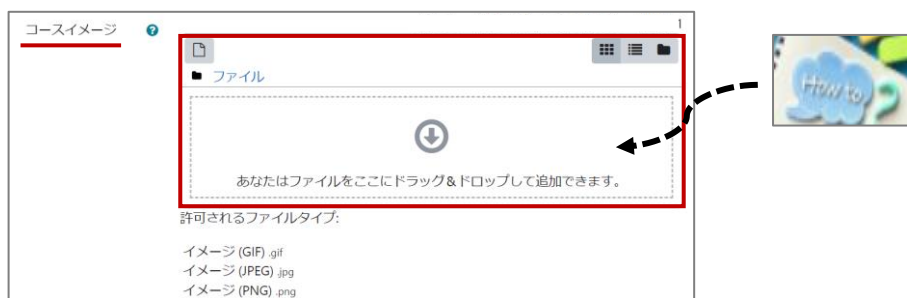 コースイメージ
1
ファイル
あなたはファイルをここにドラッグ&ドロップして追加できます。
許可されるファイルタイプ:
イメージ (GIF) .gif
イメージ (JPEG) .jpg
イメージ (PNG) .png
How to